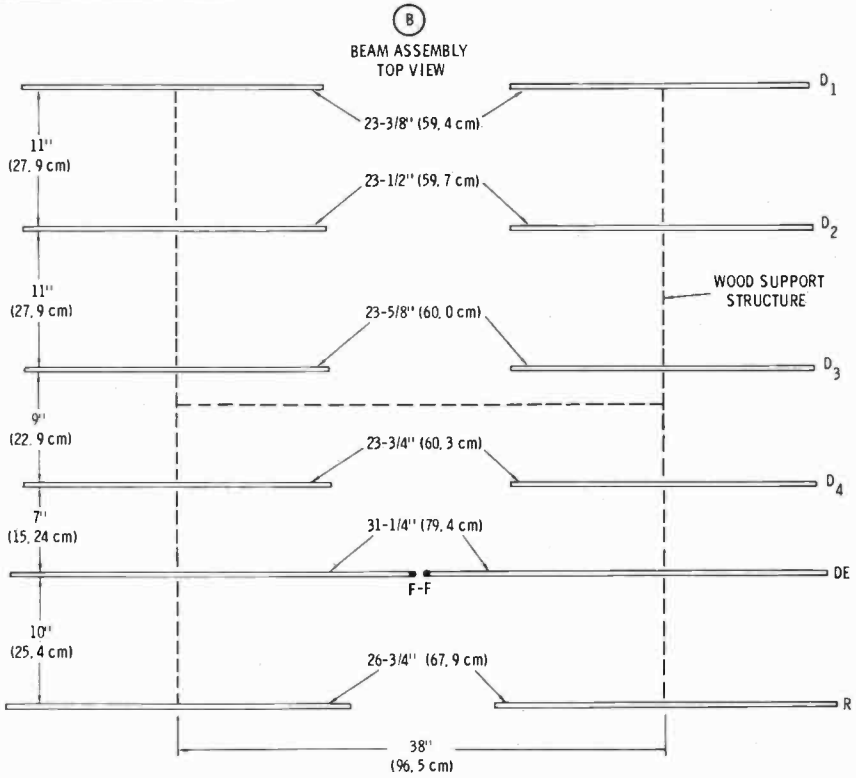 B
BEAM ASSEMBLY
TOP VIEW
D1
23-3/8" (59, 4 cm)
11"
(27, 9 cm)
23-1/2" (59, 7 cm)
D2
11"
(27, 9 cm)
WOOD SUPPORT
STRUCTURE
23-5/8" (60, 0 cm)
D3
9"
(22, 9 cm)
23-3/4" (60, 3 cm)
D4
7"
(15, 24 cm)
31-1/4" (79, 4 cm)
DE
F-F
10"
(25, 4 cm)
26-3/4" (67, 9 cm)
R
38"
(96, 5 cm)